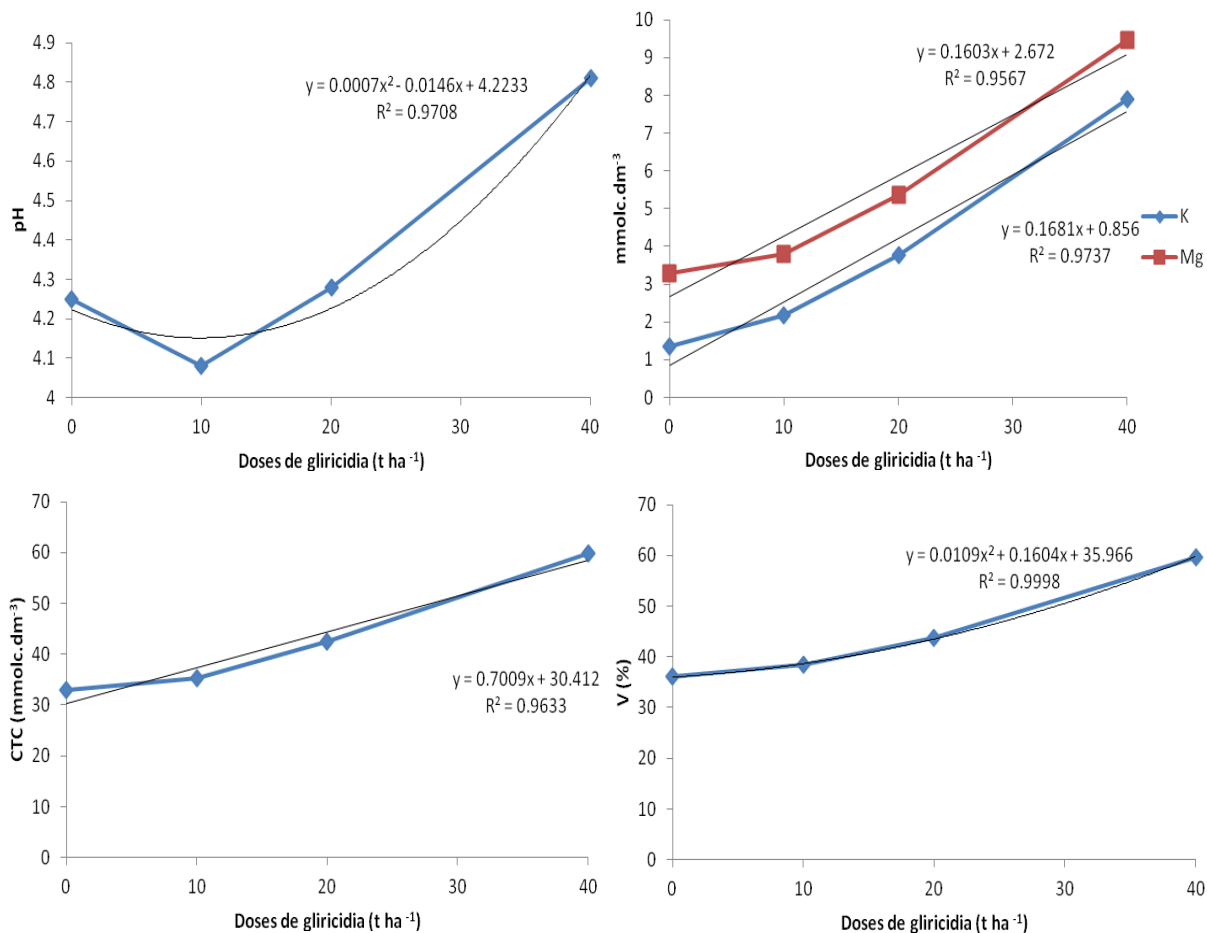 4.9
4.8
4.7
4.6
4.5
4.4
4.3
4.2
4.1
4
pH
y = 0.0007x² - 0.0146x + 4.2233
R² = 0.9708
0 10 20 30 40
Doses de gliricidia (t ha ⁻¹)
10
9
8
7
6
5
4
3
2
1
0
mmolc.dm⁻³
y = 0.1603x + 2.672
R² = 0.9567
y = 0.1681x + 0.856
R² = 0.9737
K
Mg
0 10 20 30 40
Doses de gliricidia (t ha ⁻¹)
70
60
50
40
30
20
10
0
CTC (mmolc.dm⁻³)
y = 0.7009x + 30.412
R² = 0.9633
0 10 20 30 40
Doses de gliricidia (t ha ⁻¹)
70
60
50
40
30
20
10
0
V (%)
y = 0.0109x² + 0.1604x + 35.966
R² = 0.9998
0 10 20 30 40
Doses de gliricidia (t ha ⁻¹)